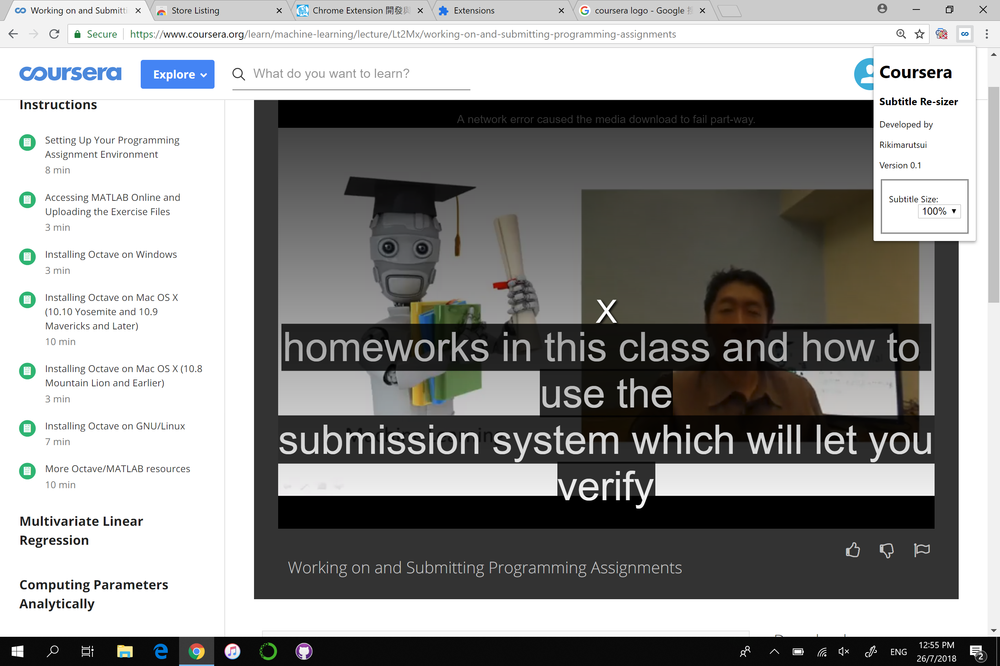 Working on and Submitti
Store Listing
Chrome Extension 開發與
Extensions
coursera logo - Google 搜
Secure
https://www.coursera.org/learn/machine-learning/lecture/Lt2Mx/working-on-and-submitting-programming-assignments
coursera
Explore
What do you want to learn?
Coursera
Subtitle Re-sizer
Developed by
Rikimarutsui
Version 0.1
Subtitle Size:
100%
Instructions
Setting Up Your Programming
Assignment Environment
8 min
Accessing MATLAB Online and
Uploading the Exercise Files
3 min
Installing Octave on Windows
3 min
Installing Octave on Mac OS X
(10.10 Yosemite and 10.9
Mavericks and Later)
10 min
Installing Octave on Mac OS X (10.8
Mountain Lion and Earlier)
3 min
Installing Octave on GNU/Linux
7 min
More Octave/MATLAB resources
10 min
Multivariate Linear
Regression
Computing Parameters
Analytically
A network error caused the media download to fail part-way.
X
homeworks in this class and how to
use the
Machine Learning
submission system which will let you
verify
Working on and Submitting Programming Assignments
ENG
12:55 PM
26/7/2018
2